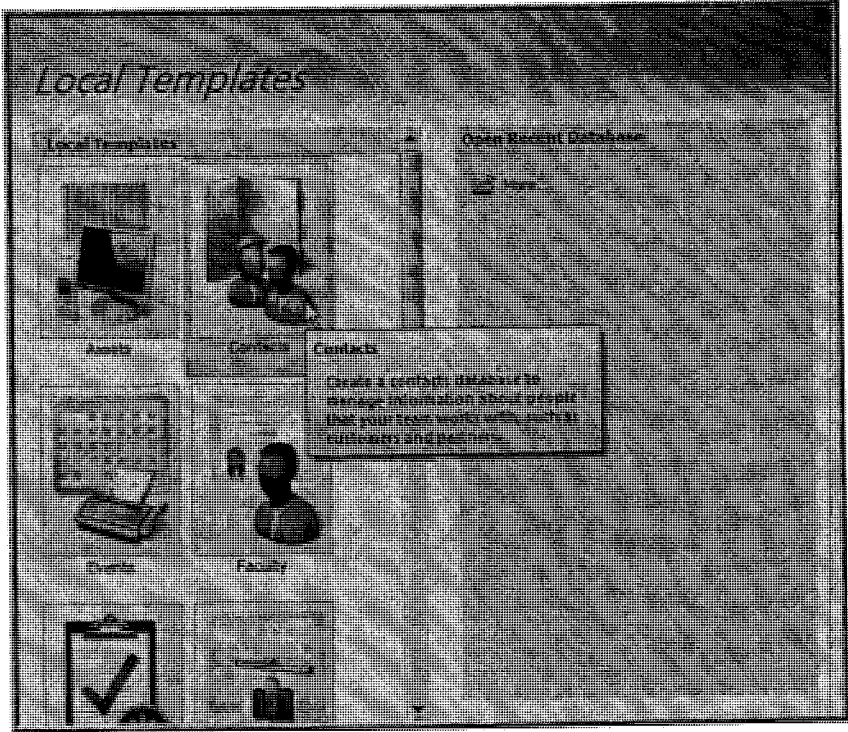 Local Templates
Local Templates
Open Recent Database
Assets
Contacts
Contacts
Create a contacts database to
manage information about people
that your team works with, such as
customers and partners.
Events
Faculty